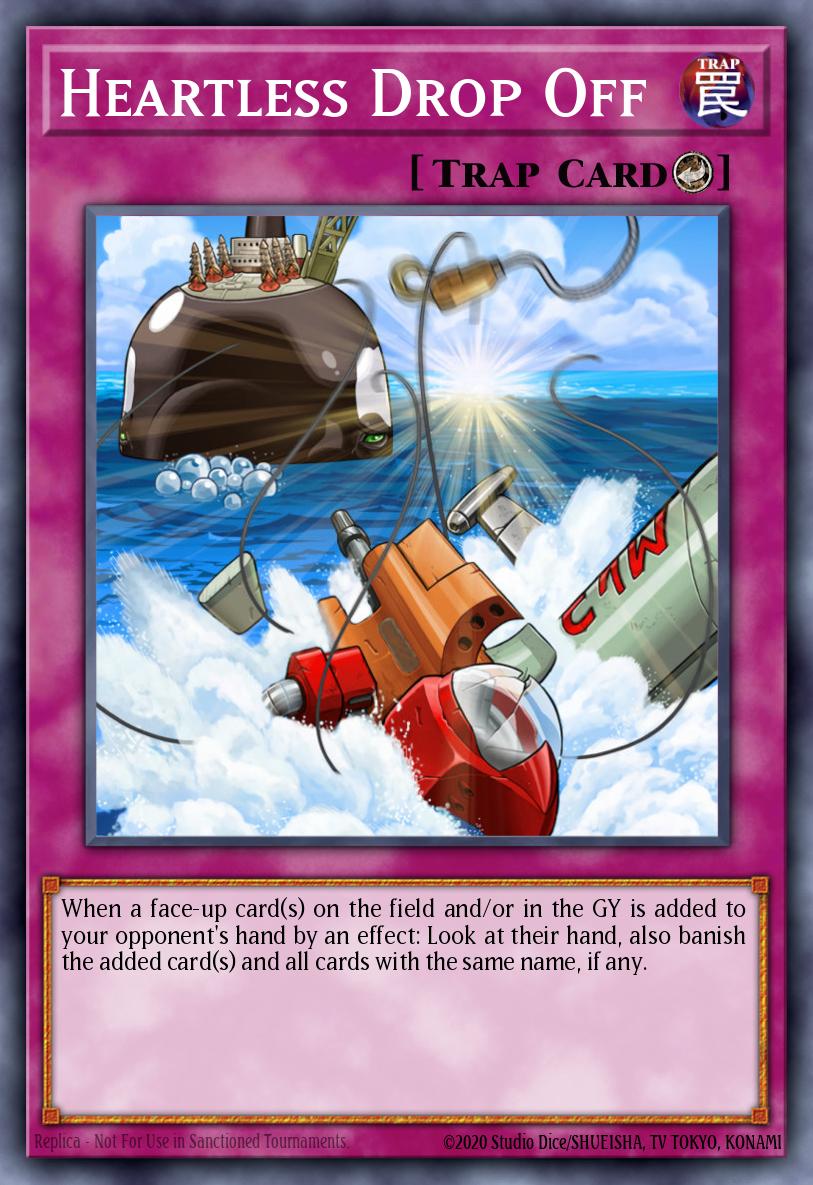 HEARTLESS DROP OFF
TRAP
罠
[ TRAP CARD ]
When a face-up card(s) on the field and/or in the GY is added to
your opponent's hand by an effect: Look at their hand, also banish
the added card(s) and all cards with the same name, if any.
Replica - Not For Use in Sanctioned Tournaments.
©2020 Studio Dice/SHUEISHA, TV TOKYO, KONAMI